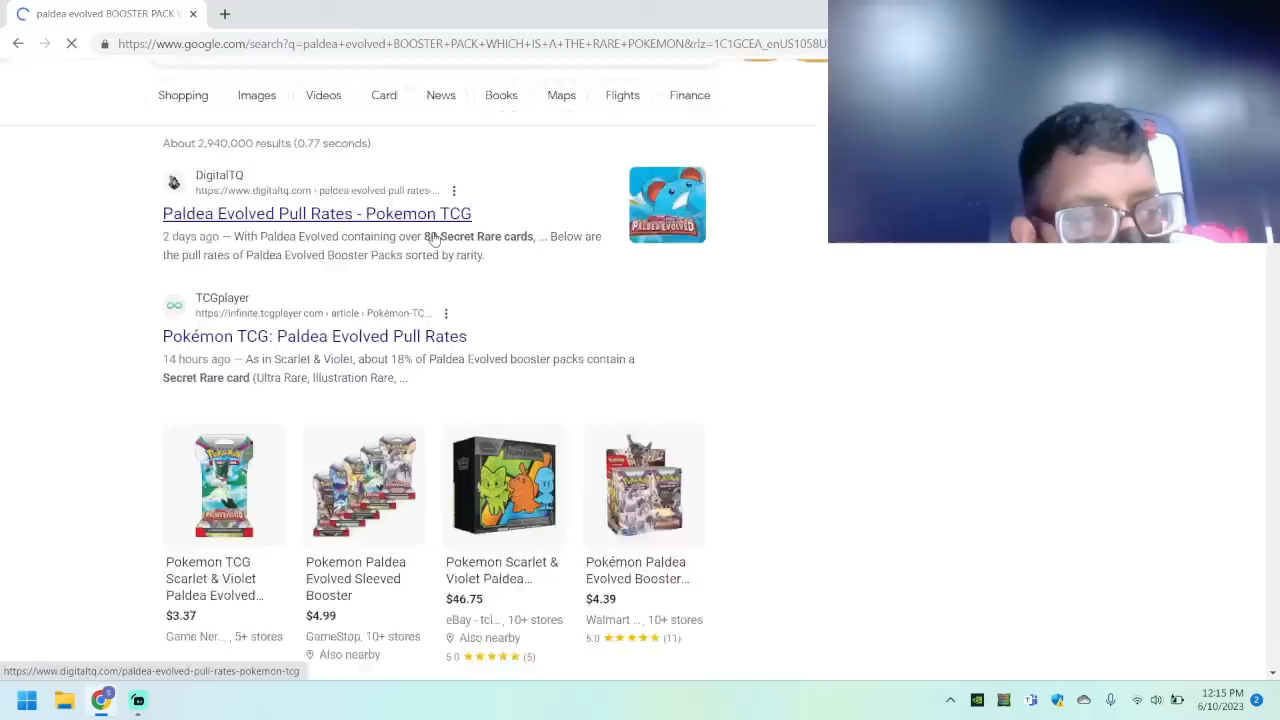 paldea evolved BOOSTER PACK
https://www.google.com/search?q=paldea+evolved+BOOSTER+PACK+WHICH+IS+A+THE+RARE+POKEMON&rlz=1C1GCEA_enUS1058US
Shopping Images Videos Card News Books Maps Flights Finance
About 2,940,000 results (0.77 seconds)
DigitalTQ
https://www.digitaltq.com › paldea-evolved-pull-rates-...
Paldea Evolved Pull Rates - Pokemon TCG
2 days ago — With Paldea Evolved containing over 80 Secret Rare cards, ... Below are
the pull rates of Paldea Evolved Booster Packs sorted by rarity.
PALDEA EVOLVED
TCGplayer
https://infinite.tcgplayer.com › article › Pokémon-TC...
Pokémon TCG: Paldea Evolved Pull Rates
14 hours ago — As in Scarlet & Violet, about 18% of Paldea Evolved booster packs contain a
Secret Rare card (Ultra Rare, Illustration Rare, ...
Pokemon TCG
Scarlet & Violet
Paldea Evolved...
$3.37
Game Ner... , 5+ stores
Pokemon Paldea
Evolved Sleeved
Booster
$4.99
GameStop, 10+ stores
Also nearby
Pokemon Scarlet &
Violet Paldea...
$46.75
eBay - tci... , 10+ stores
Also nearby
5.0 (5)
Pokémon Paldea
Evolved Booster...
$4.39
Walmart ... , 10+ stores
5.0 (11)
https://www.digitaltq.com/paldea-evolved-pull-rates-pokemon-tcg
12:15 PM
6/10/2023
2